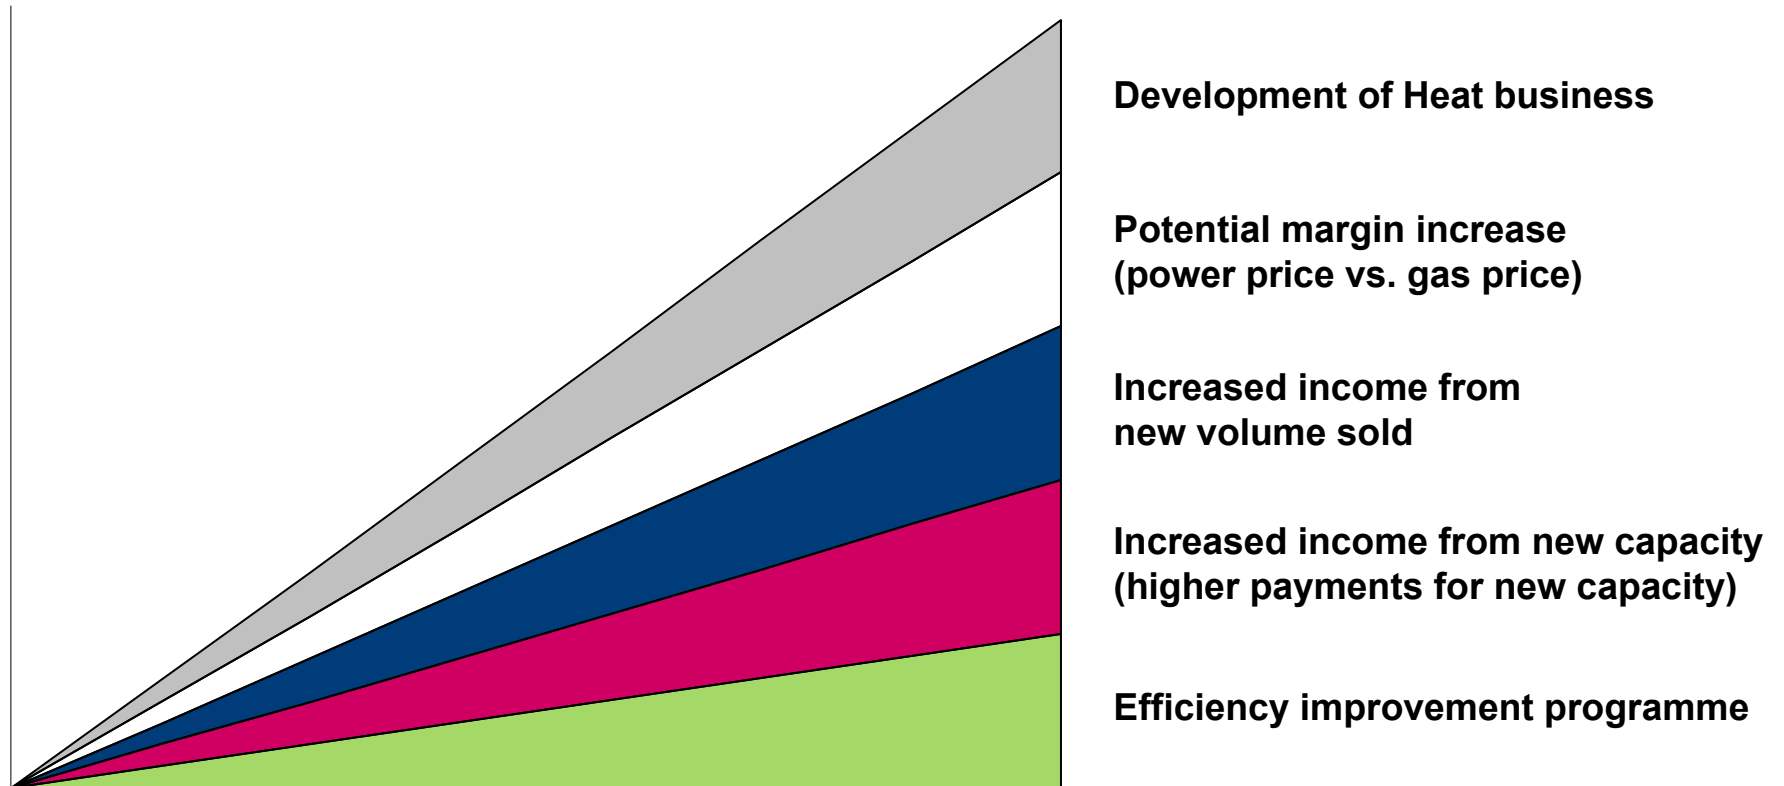 Development of Heat business
Potential margin increase
(power price vs. gas price)
Increased income from
new volume sold
Increased income from new capacity
(higher payments for new capacity)
Efficiency improvement programme